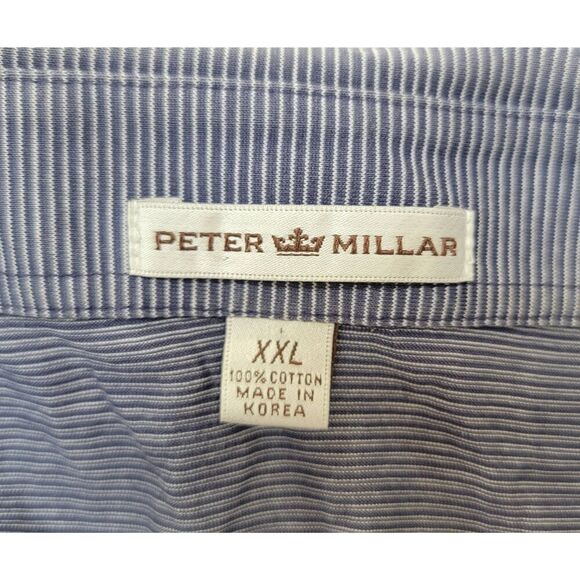 PETER MILLAR
XXL
100% COTTON
MADE IN
KOREA